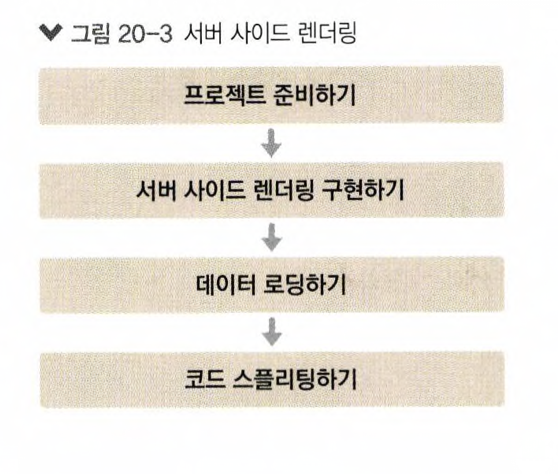 그림 20-3 서버 사이드 렌더링
프로젝트 준비하기
서버 사이드 렌더링 구현하기
데이터 로딩하기
코드 스플리팅하기